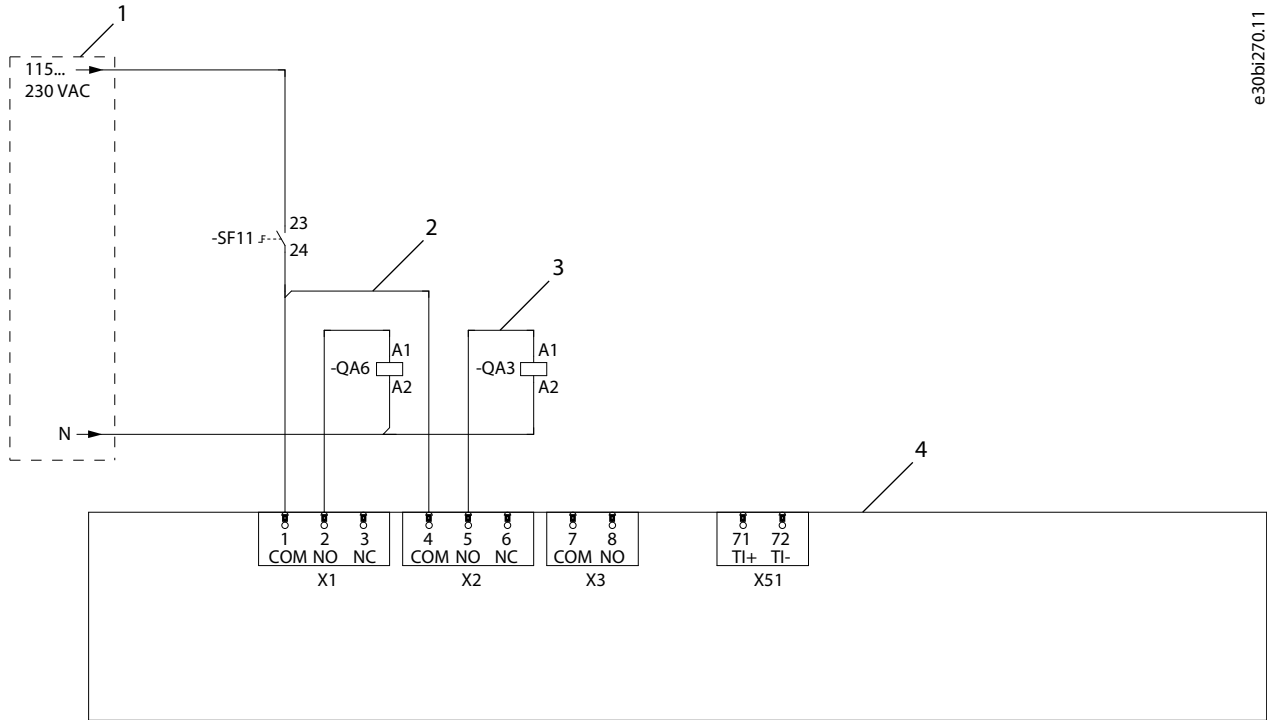 1
e30bi270.11
115...
230 VAC
23
-SF11
24
2
3
A1
-QA6
A2
A1
-QA3
A2
N
4
1 2 3
COM NO NC
X1
4 5 6
COM NO NC
X2
7 8
COM NO
X3
71 72
TI+ TI-
X51